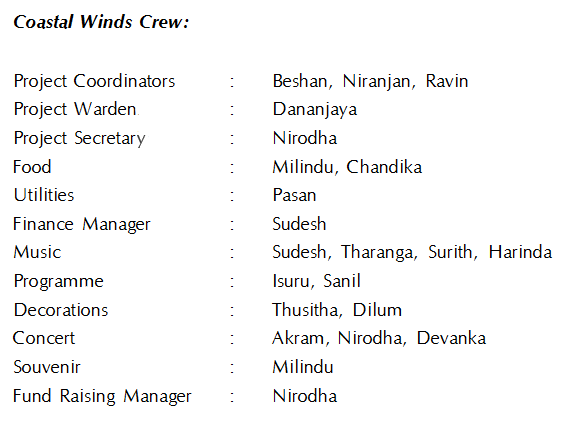 Coastal Winds Crew:
Project Coordinators : Beshan, Niranjan, Ravin
Project Warden : Dananjaya
Project Secretary : Nirodha
Food : Milindu, Chandika
Utilities : Pasan
Finance Manager : Sudesh
Music : Sudesh, Tharanga, Surith, Harinda
Programme : Isuru, Sanil
Decorations : Thusitha, Dilum
Concert : Akram, Nirodha, Devanka
Souvenir : Milindu
Fund Raising Manager : Nirodha